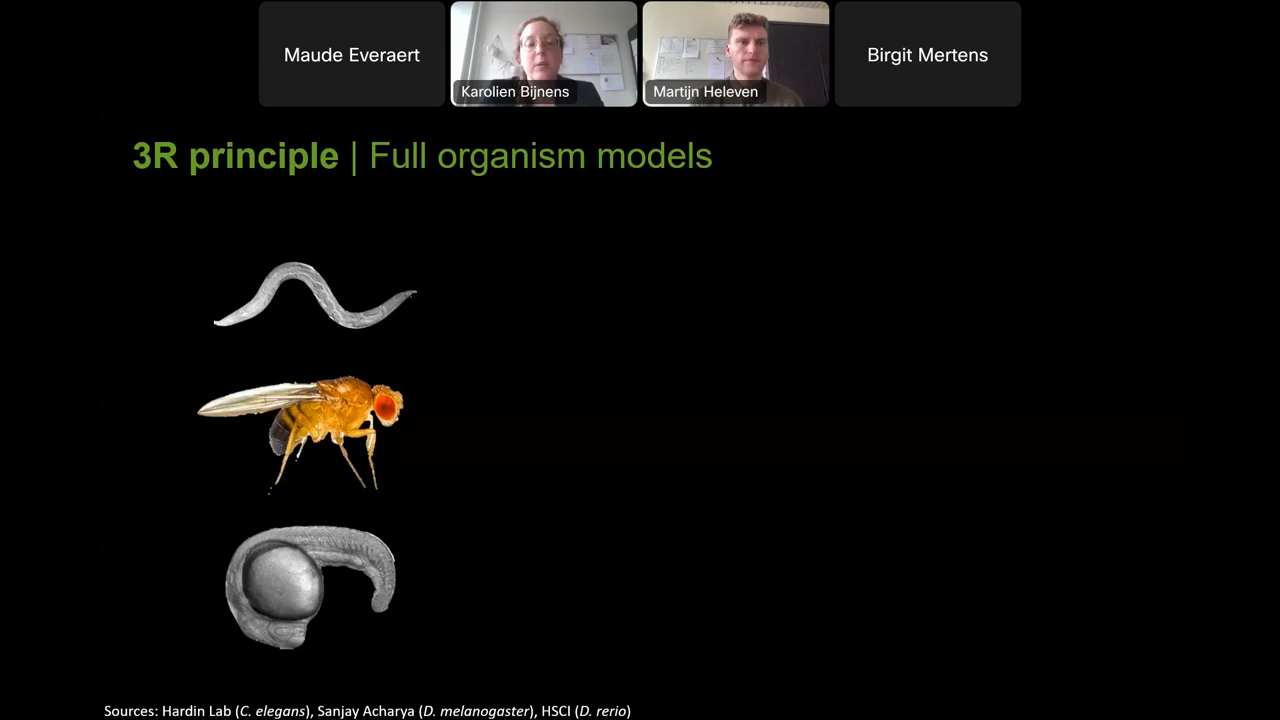 Maude Everaert
Karolien Bijnens
Martijn Heleven
Birgit Mertens
3R principle | Full organism models
Sources: Hardin Lab (C. elegans), Sanjay Acharya (D. melanogaster), HSCI (D. rerio)